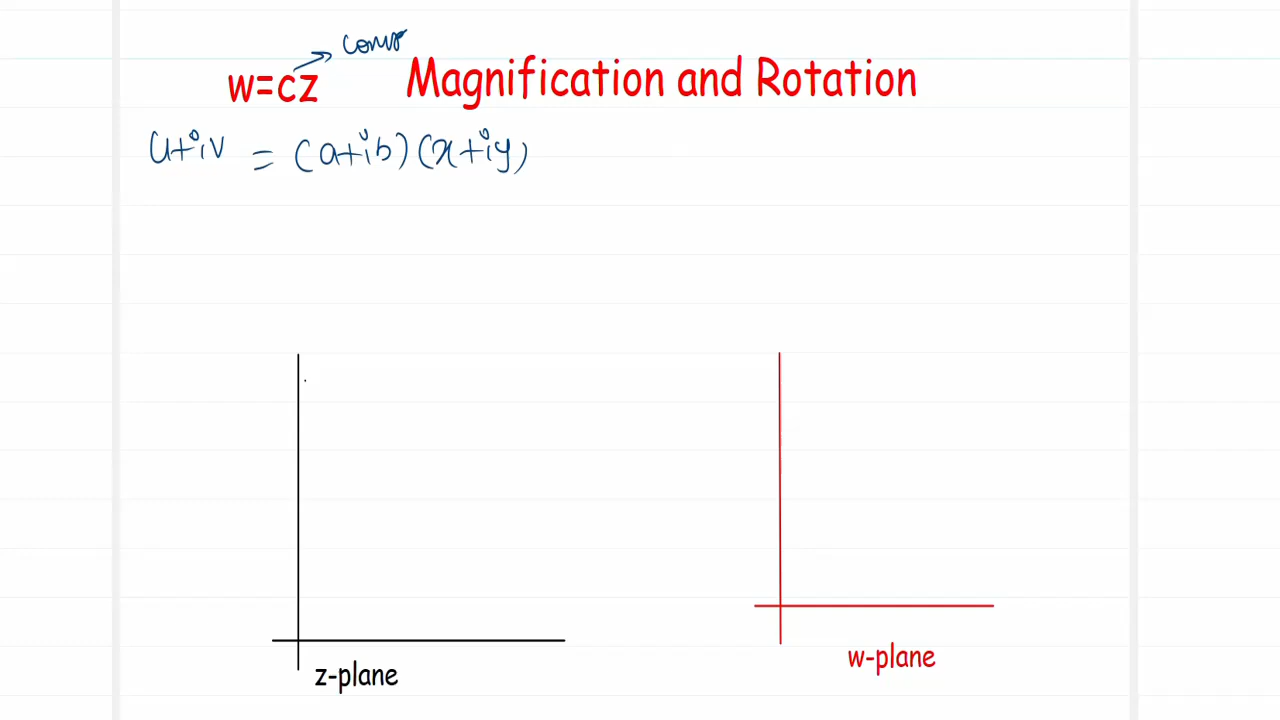 w=cz Magnification and Rotation
u+iv = (a+ib)(x+iy)
z-plane
w-plane